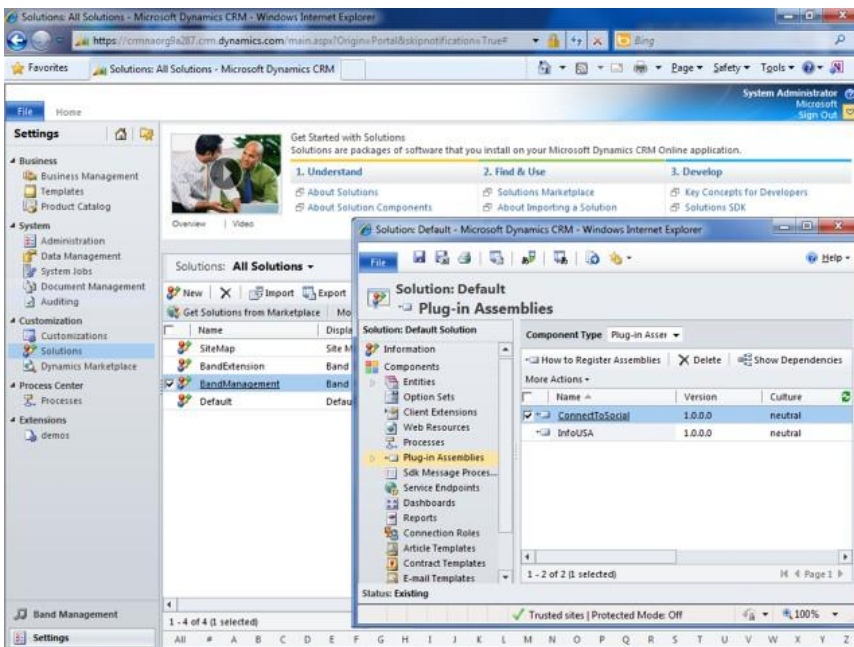 Solutions: All Solutions - Microsoft Dynamics CRM - Windows Internet Explorer
https://crmnaorg9a287.crm.dynamics.com/main.aspx?Origin=Portal&skipnotification=True#
Bing
Favorites
Solutions: All Solutions - Microsoft Dynamics CRM
Page Safety Tools
System Administrator
Microsoft
Sign Out
File Home
Settings
Business
Business Management
Templates
Product Catalog
System
Administration
Data Management
System Jobs
Document Management
Auditing
Customization
Customizations
Solutions
Dynamics Marketplace
Process Center
Processes
Extensions
demos
Band Management
Settings
Get Started with Solutions
Solutions are packages of software that you install on your Microsoft Dynamics CRM Online application.
1. Understand 2. Find & Use 3. Develop
About Solutions Solutions Marketplace Key Concepts for Developers
About Solution Components About Importing a Solution Solutions SDK
Overview | Video
Solutions: All Solutions
New Import Export
Get Solutions from Marketplace Mo
Name Displa
SiteMap Site M
BandExtension Band
BandManagement Band
Default Defau
1 - 4 of 4 (1 selected)
All # A B C D E F G H I J K L M N O P Q R S T U V W X Y Z
Solution: Default - Microsoft Dynamics CRM - Windows Internet Explorer
File
Help
Solution: Default
Plug-in Assemblies
Solution: Default Solution
Information
Components
Entities
Option Sets
Client Extensions
Web Resources
Processes
Plug-in Assemblies
Sdk Message Proces...
Service Endpoints
Dashboards
Reports
Connection Roles
Article Templates
Contract Templates
E-mail Templates
Status: Existing
Component Type Plug-in Asser
How to Register Assemblies Delete Show Dependencies
More Actions
Name Version Culture
ConnectToSocial 1.0.0.0 neutral
InfoUSA 1.0.0.0 neutral
1 - 2 of 2 (1 selected)
Page 1
Trusted sites | Protected Mode: Off
100%